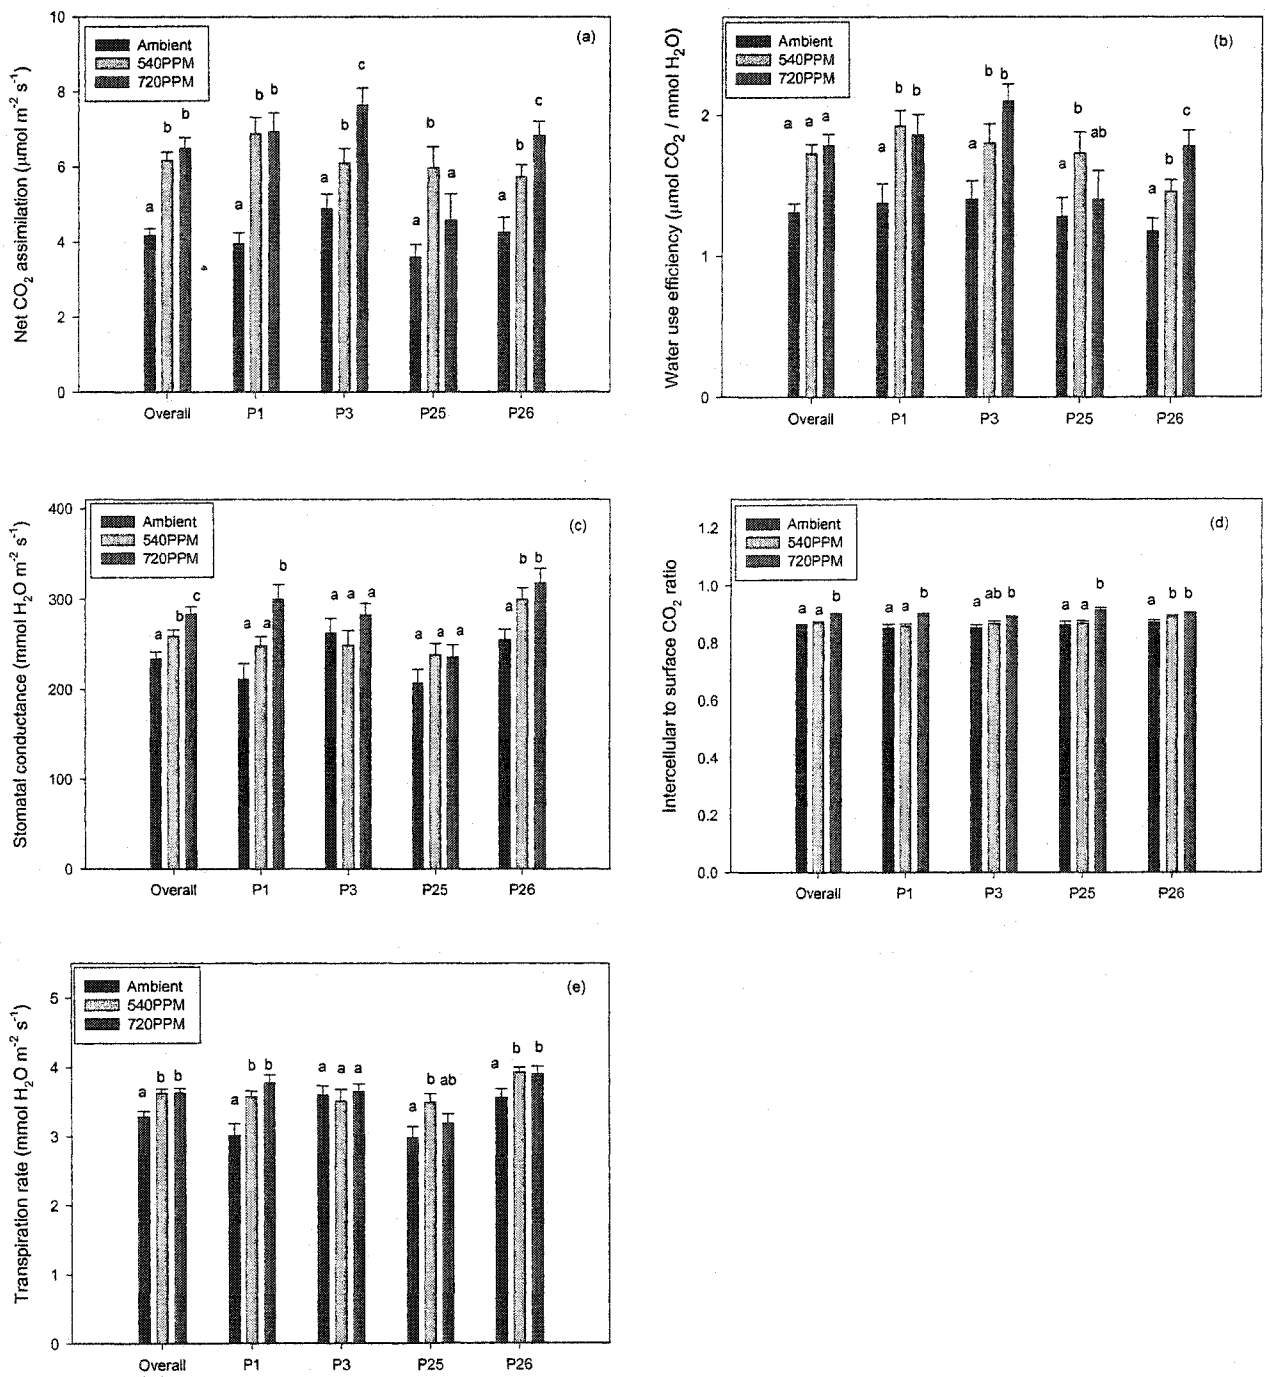 (a)
Ambient
540PPM
720PPM
Net CO2 assimilation (µmol m-2 s-1)
10
8
6
4
2
0
a b b
a b b
a b c
a b a
a b c
Overall P1 P3 P25 P26
(b)
Ambient
540PPM
720PPM
Water use efficiency (µmol CO2 / mmol H2O)
2
1
0
a a a
a b b
a b b
a b ab
a b c
Overall P1 P3 P25 P26
(c)
Ambient
540PPM
720PPM
Stomatal conductance (mmol H2O m-2 s-1)
400
300
200
100
0
a b c
a a b
a a a
a a a
a b b
Overall P1 P3 P25 P26
(d)
Ambient
540PPM
720PPM
Intercellular to surface CO2 ratio
1.2
1.0
0.8
0.6
0.4
0.2
0.0
a a b
a a b
a ab b
a a b
a b b
Overall P1 P3 P25 P26
(e)
Ambient
540PPM
720PPM
Transpiration rate (mmol H2O m-2 s-1)
5
4
3
2
1
0
a b b
a b b
a a a
a b ab
a b b
Overall P1 P3 P25 P26